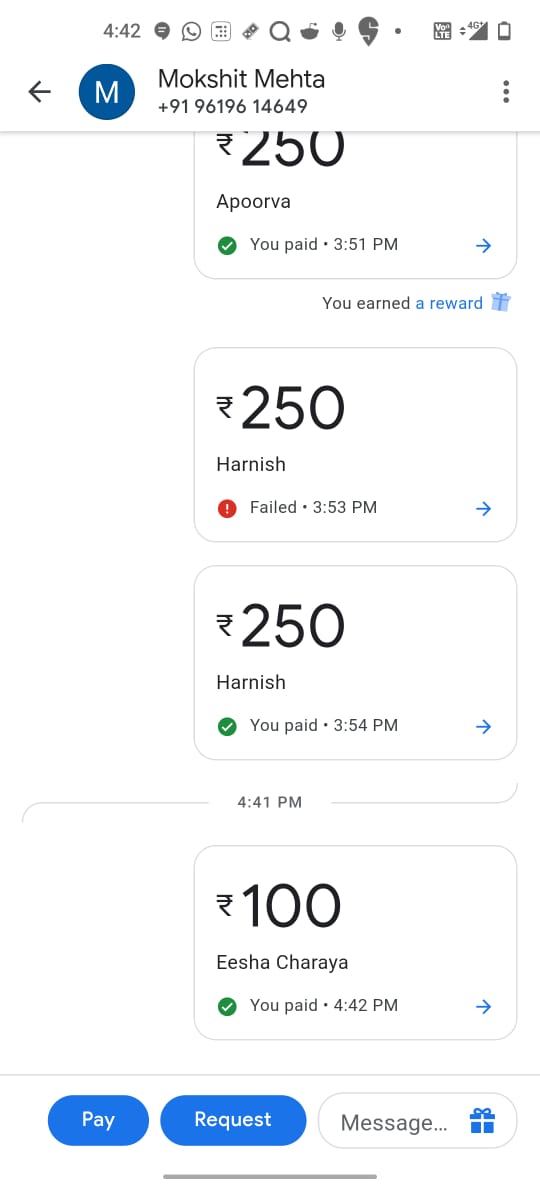 4:42
Vo))
LTE
4G+
M
Mokshit Mehta
+91 96196 14649
₹250
Apoorva
You paid • 3:51 PM
You earned a reward
₹250
Harnish
Failed • 3:53 PM
₹250
Harnish
You paid • 3:54 PM
4:41 PM
₹100
Eesha Charaya
You paid • 4:42 PM
Pay
Request
Message...